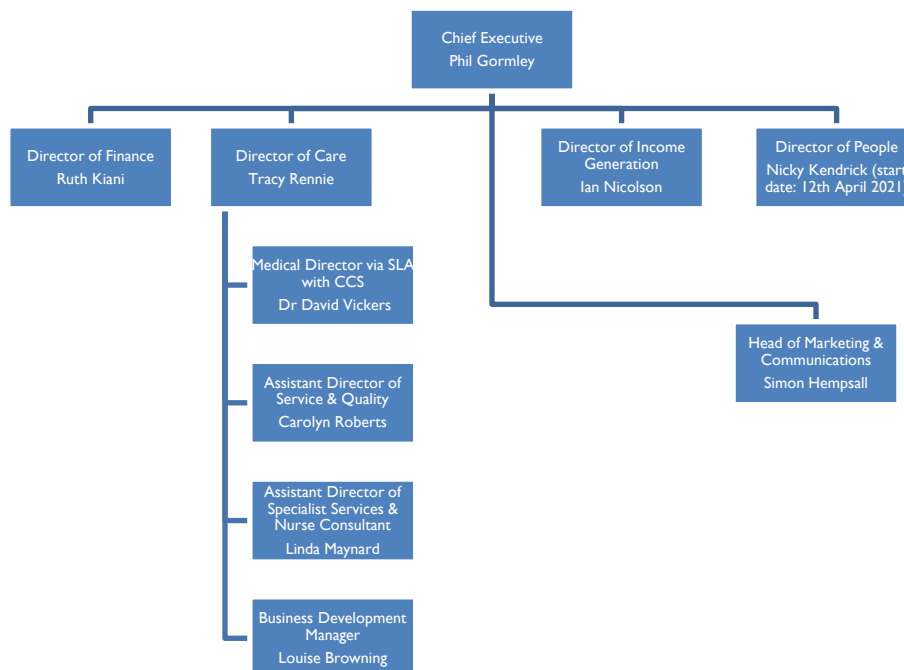 Chief Executive
Phil Gormley
Director of Finance
Ruth Kiani
Director of Care
Tracy Rennie
Director of Income
Generation
Ian Nicolson
Director of People
Nicky Kendrick (start
date: 12th April 2021)
Medical Director via SLA
with CCS
Dr David Vickers
Head of Marketing &
Communications
Simon Hempsall
Assistant Director of
Service & Quality
Carolyn Roberts
Assistant Director of
Specialist Services &
Nurse Consultant
Linda Maynard
Business Development
Manager
Louise Browning